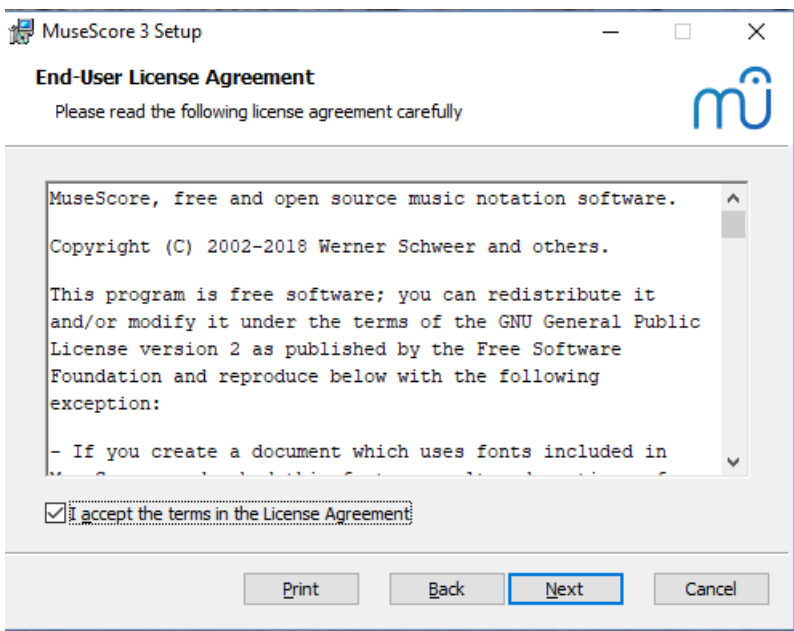 MuseScore 3 Setup
End-User License Agreement
Please read the following license agreement carefully
MuseScore, free and open source music notation software.
Copyright (C) 2002-2018 Werner Schweer and others.
This program is free software; you can redistribute it
and/or modify it under the terms of the GNU General Public
License version 2 as published by the Free Software
Foundation and reproduce below with the following
exception:
- If you create a document which uses fonts included in
I accept the terms in the License Agreement
Print
Back
Next
Cancel